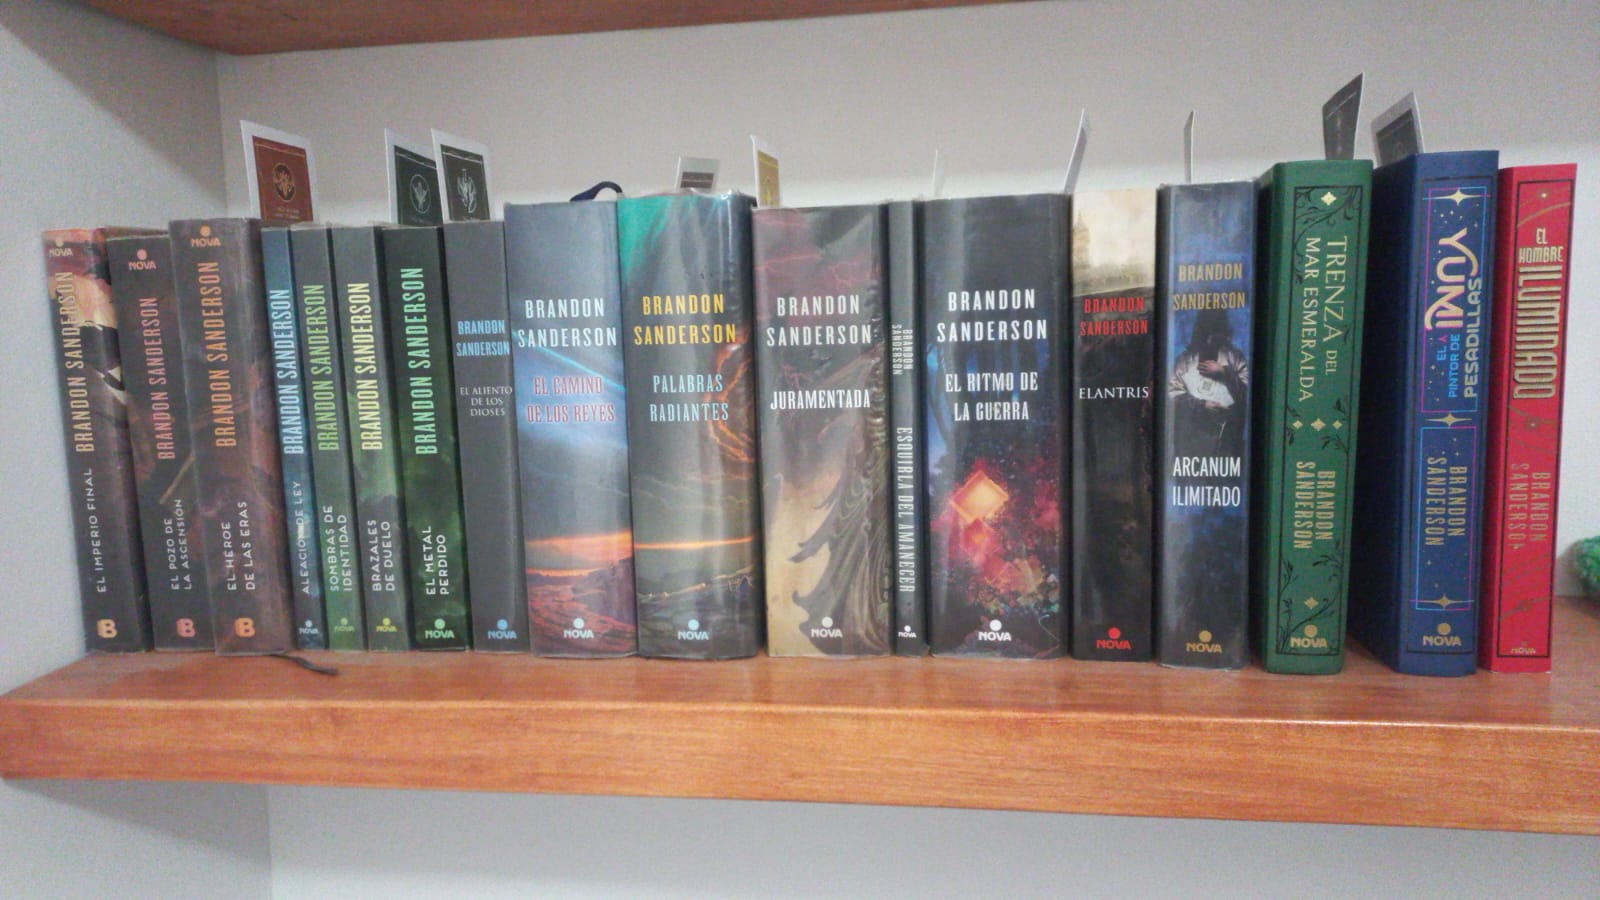 NOVA
BRANDON SANDERSON
EL IMPERIO FINAL
B
NOVA
BRANDON SANDERSON
EL POZO DE
LA ASCENSIÓN
B
NOVA
BRANDON SANDERSON
EL HÉROE
DE LAS ERAS
B
BRANDON SANDERSON
ALEACIÓN DE LEY
NOVA
BRANDON SANDERSON
SOMBRAS DE
IDENTIDAD
NOVA
BRANDON SANDERSON
BRAZALES
DE DUELO
NOVA
BRANDON SANDERSON
EL METAL
PERDIDO
NOVA
BRANDON
SANDERSON
EL ALIENTO
DE LOS
DIOSES
NOVA
BRANDON
SANDERSON
EL CAMINO
DE LOS REYES
NOVA
BRANDON
SANDERSON
PALABRAS
RADIANTES
NOVA
BRANDON
SANDERSON
JURAMENTADA
NOVA
BRANDON
SANDERSON
ESQUIRLA DEL AMANECER
NOVA
BRANDON
SANDERSON
EL RITMO DE
LA GUERRA
NOVA
BRANDON
SANDERSON
ELANTRIS
NOVA
BRANDON
SANDERSON
ARCANUM
ILIMITADO
NOVA
TRENZA DEL
MAR ESMERALDA
BRANDON
SANDERSON
NOVA
YUMI
Y EL
PINTOR DE
PESADILLAS
BRANDON
SANDERSON
NOVA
EL
HOMBRE
ILUMINADO
BRANDON
SANDERSON
NOVA